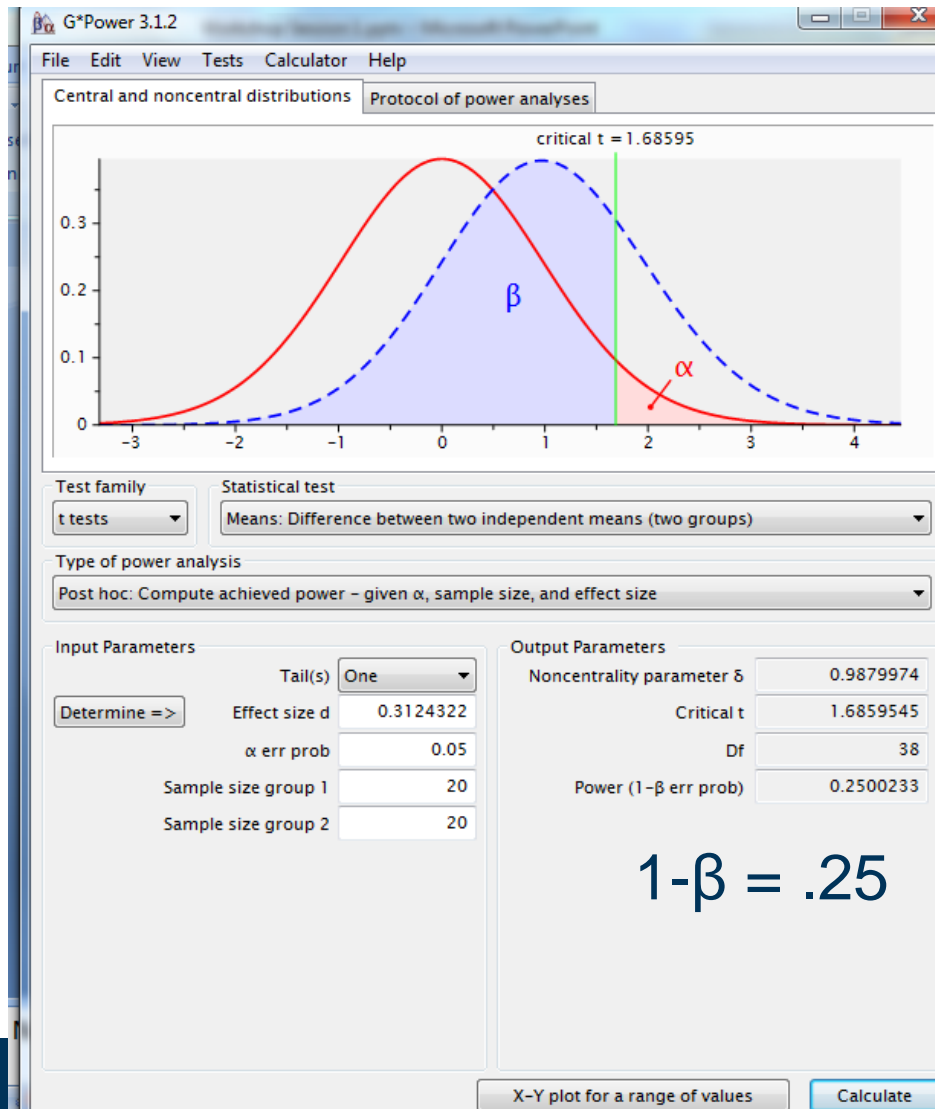 G*Power 3.1.2
File Edit View Tests Calculator Help
Central and noncentral distributions Protocol of power analyses
critical t = 1.68595
0.3
0.2
0.1
0
β
α
-3 -2 -1 0 1 2 3 4
Test family Statistical test
t tests Means: Difference between two independent means (two groups)
Type of power analysis
Post hoc: Compute achieved power – given α, sample size, and effect size
Input Parameters Output Parameters
Tail(s) One Noncentrality parameter δ 0.9879974
Determine => Effect size d 0.3124322 Critical t 1.6859545
α err prob 0.05 Df 38
Sample size group 1 20 Power (1-β err prob) 0.2500233
Sample size group 2 20
1-β = .25
X-Y plot for a range of values Calculate